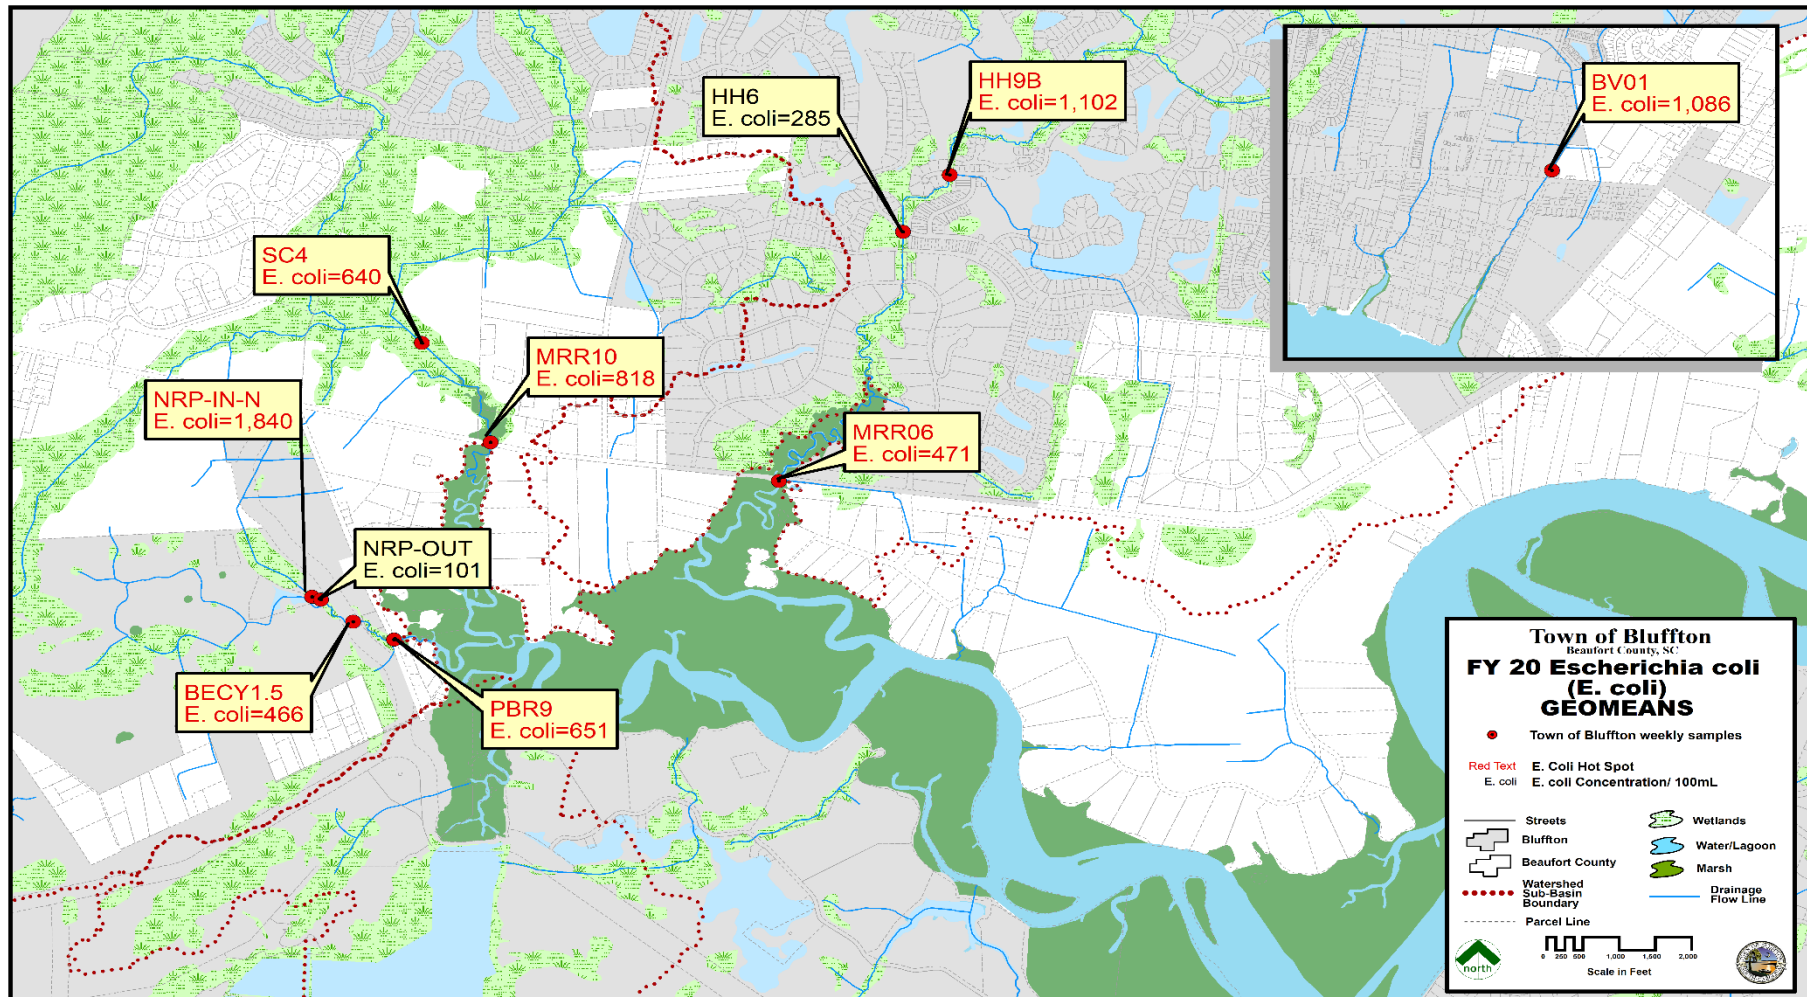 HH6
E. coli=285
HH9B
E. coli=1,102
BV01
E. coli=1,086
SC4
E. coli=640
MRR10
E. coli=818
NRP-IN-N
E. coli=1,840
MRR06
E. coli=471
NRP-OUT
E. coli=101
BECY1.5
E. coli=466
PBR9
E. coli=651
Town of Bluffton
Beaufort County, SC
FY 20 Escherichia coli
(E. coli)
GEOMEANS
Town of Bluffton weekly samples
Red Text E. Coli Hot Spot
E. coli E. coli Concentration/ 100mL
Streets
Bluffton
Beaufort County
Watershed
Sub-Basin
Boundary
Parcel Line
Wetlands
Water/Lagoon
Marsh
Drainage
Flow Line
north
0 250 500 1,000 1,500 2,000
Scale in Feet